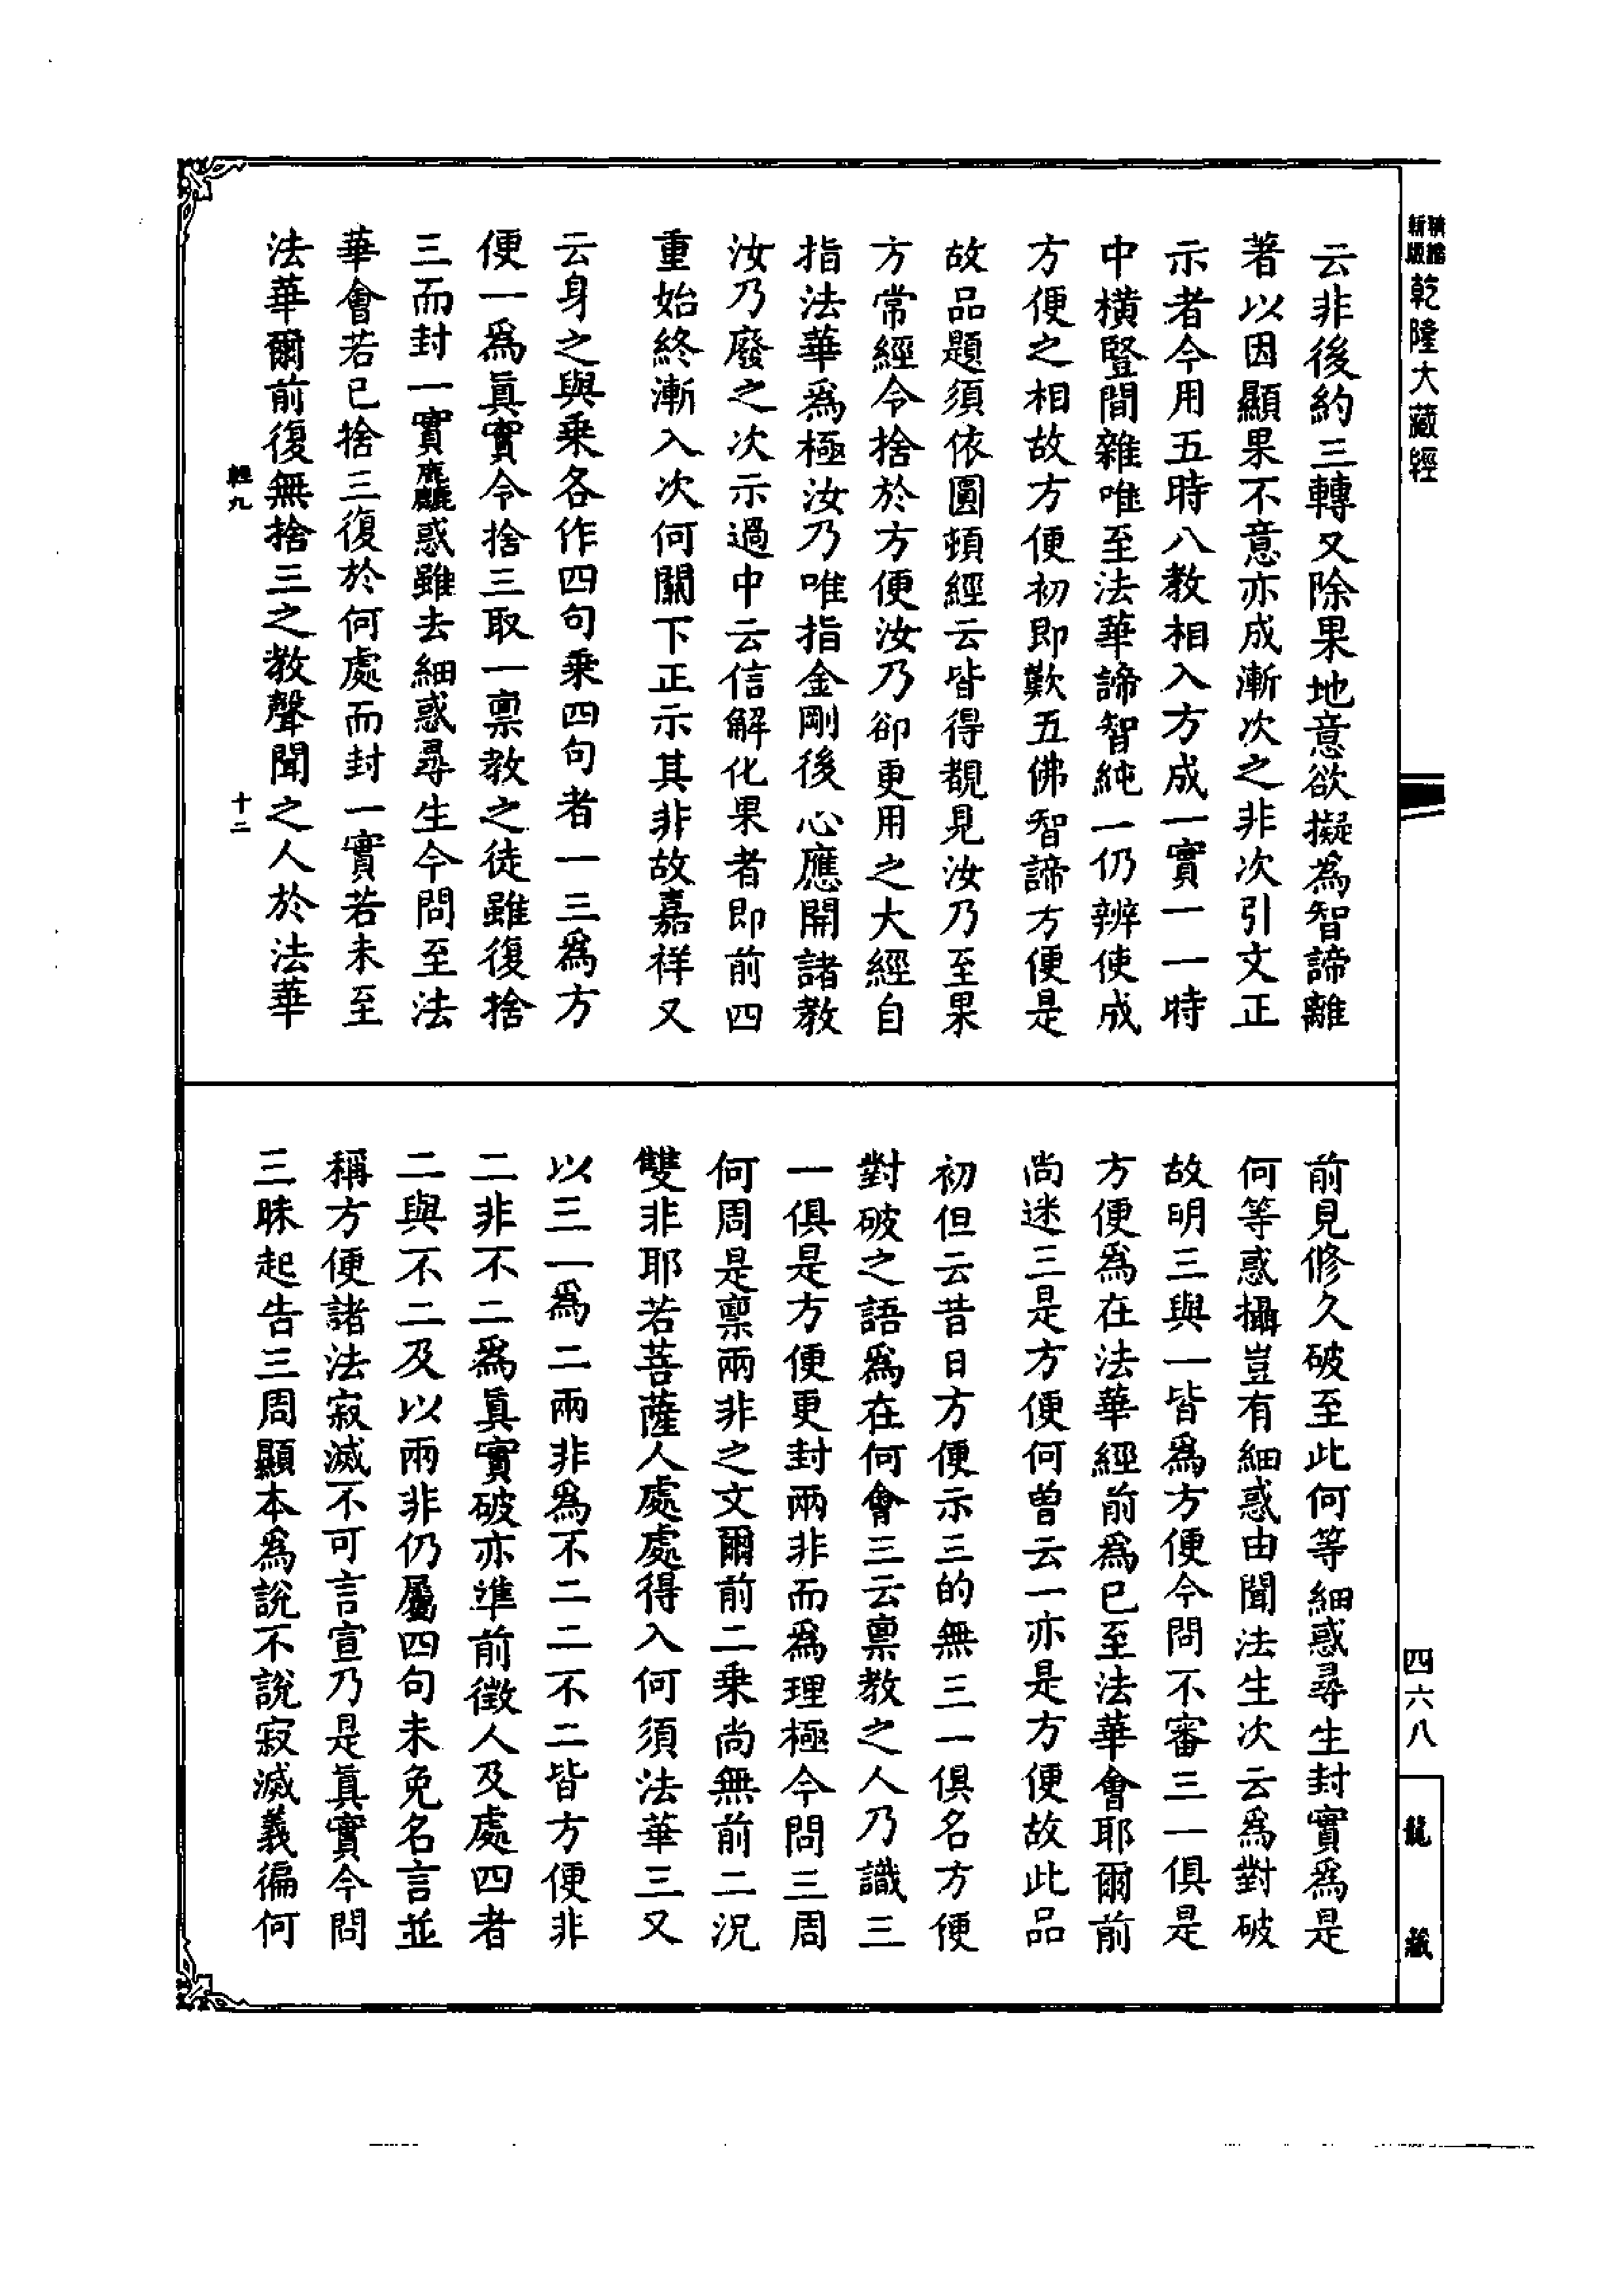 新版
乾隆大藏經
云非後約三轉又除果地意欲擬為智諦離
著以因顯果不意亦成漸次之非次引文正
示者今用五時八教相入方成一實一一時
中橫豎間雜唯至法華諦智純一仍辨使成
方便之相故方便初即歎五佛智諦方便是
故品題須依圓頓經云皆得覩見汝乃至果
方常經令捨於方便汝乃卻更用之大經自
指法華爲極汝乃唯指金剛後心應開諸教
汝乃廢之次示過中云信解化果者即前四
重始終漸入次何關下正示其非故嘉祥又
云身之與乘各作四句乘四句者一三爲方
便一爲眞實令捨三取一禀教之徒雖復捨
三而封一實麁麤惑雖去細惑尋生今問至法
華會若已捨三復於何處而封一實若未至
法華爾前復無捨三之教聲聞之人於法華
輕九
十二
前見修久破至此何等細惑尋生封實爲是
何等惑攝豈有細惑由聞法生次云爲對破
故明三與一皆爲方便今問不審三一俱是
方便爲在法華經前爲已至法華會耶爾前
尚迷三是方便何曾云一亦是方便故此品
初但云昔日方便示三的無三一俱名方便
對破之語爲在何會三云禀教之人乃識三
一俱是方便更封兩非而爲理極今問三周
何周是禀兩非之文爾前二乘尚無前二況
雙非耶若菩薩人處處得入何須法華三又
以三一爲二兩非爲不二二不二皆方便非
二非不二爲眞實破亦準前徵人及處四者
二與不二及以兩非仍屬四句未免名言並
稱方便諸法寂滅不可言宣乃是眞實今問
三昧起告三周顯本爲說不說寂滅義徧何
四六八
龍藏